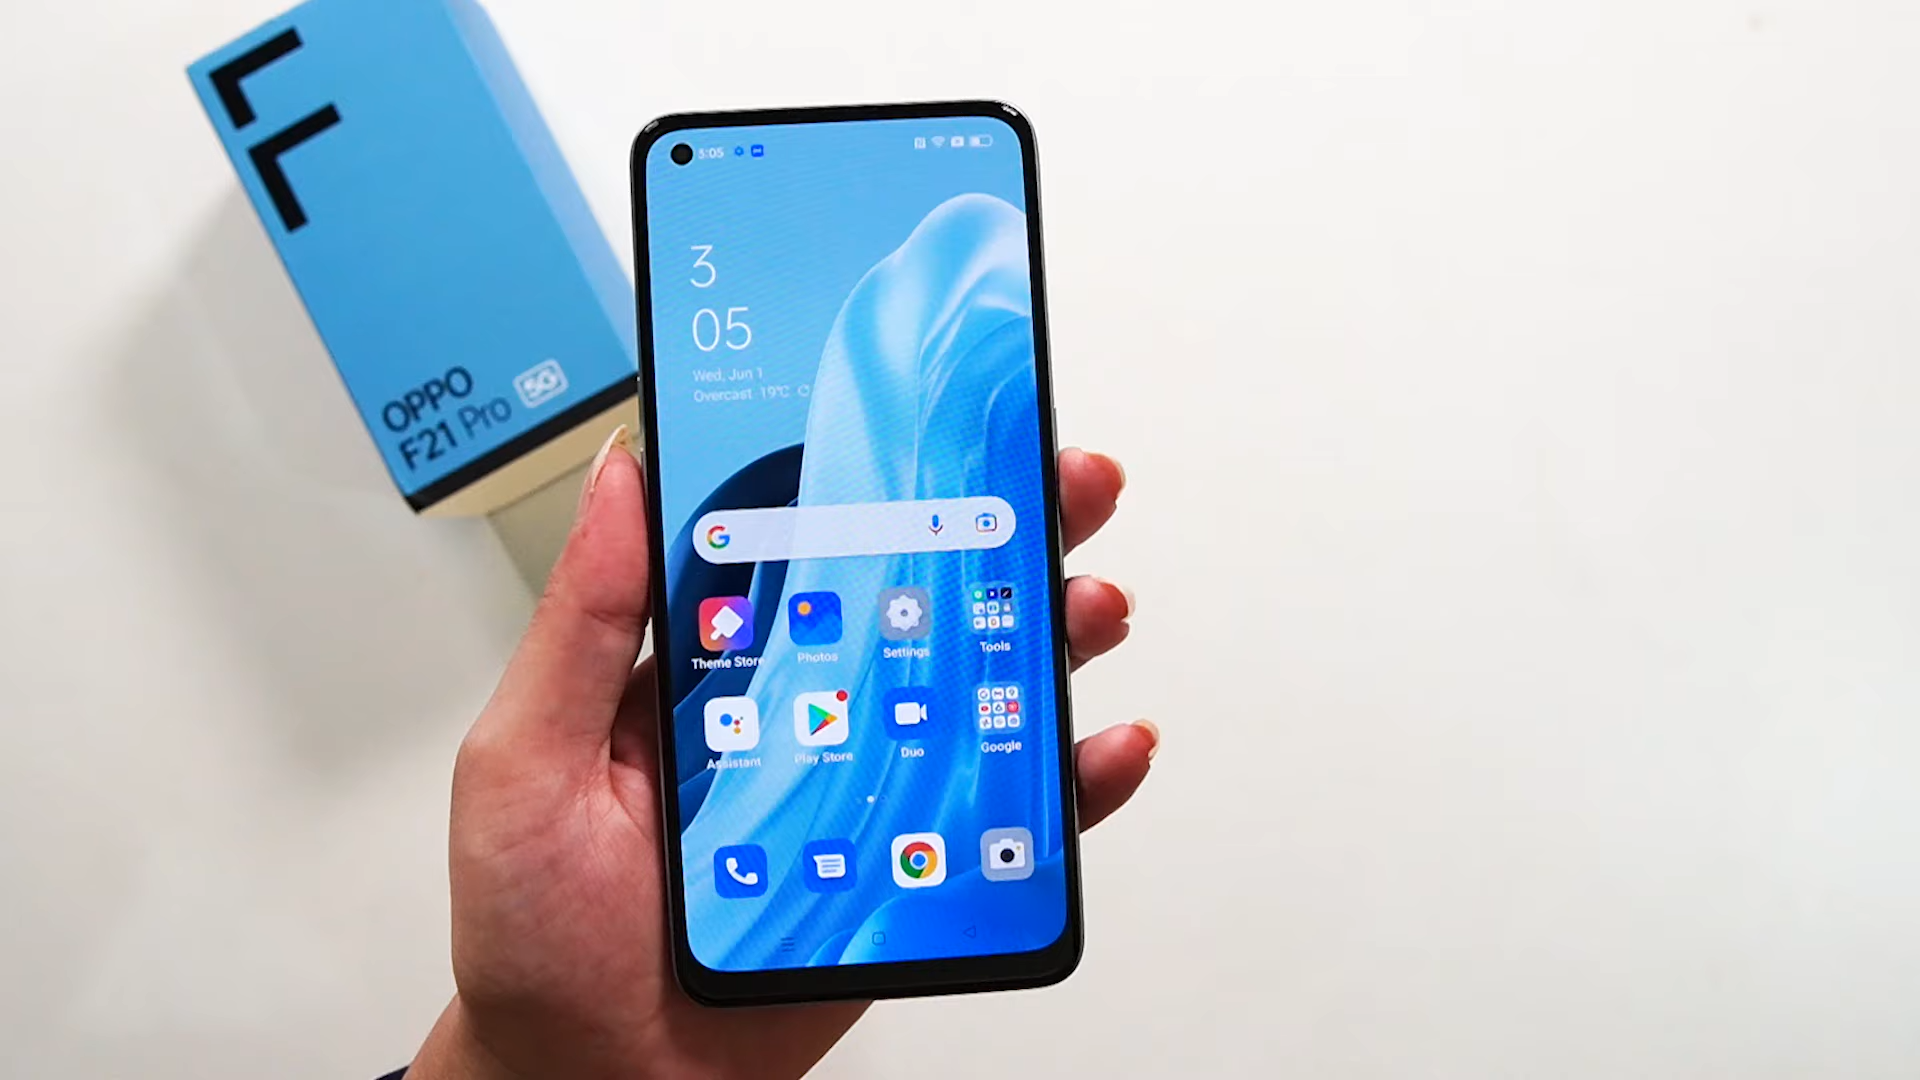 OPPO
F21 Pro 5G
3:05
3
05
Wed, Jun 1
Overcast 19°C
Theme Store
Photos
Settings
Tools
Assistant
Play Store
Duo
Google